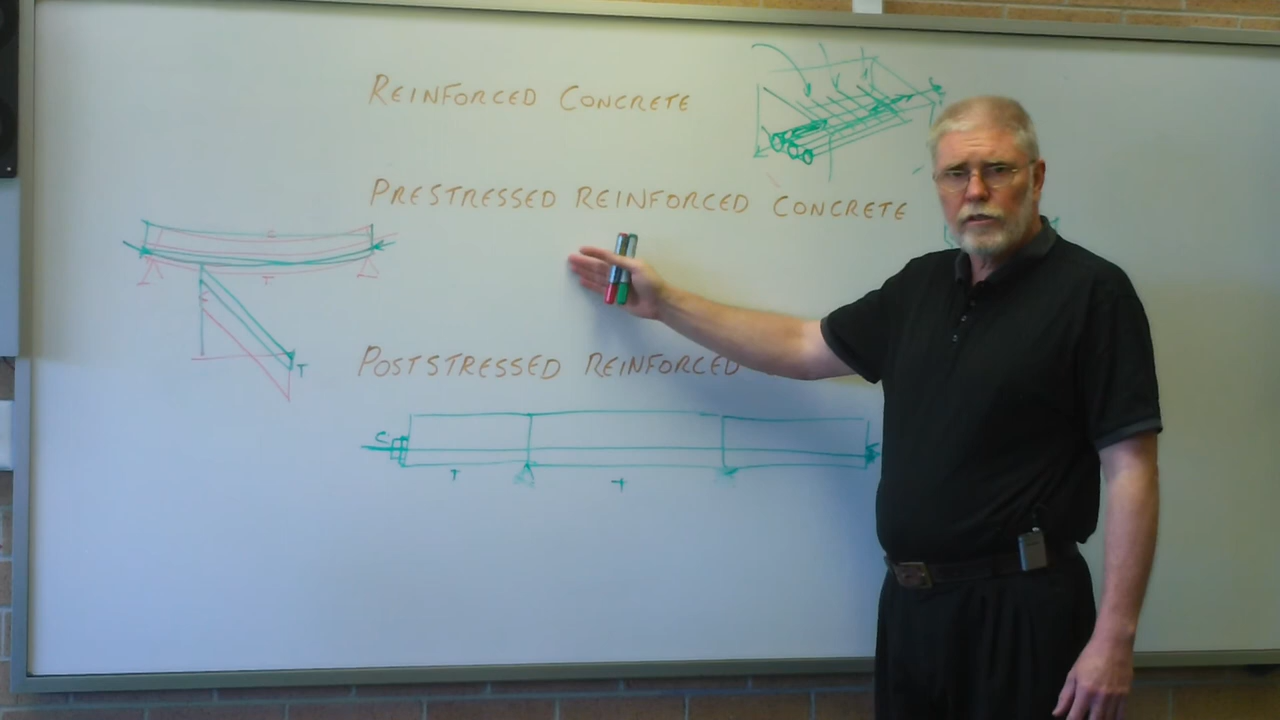 REINFORCED CONCRETE
PRESTRESSED REINFORCED CONCRETE
C
T
T
POSTSTRESSED REINFORCED
C
T